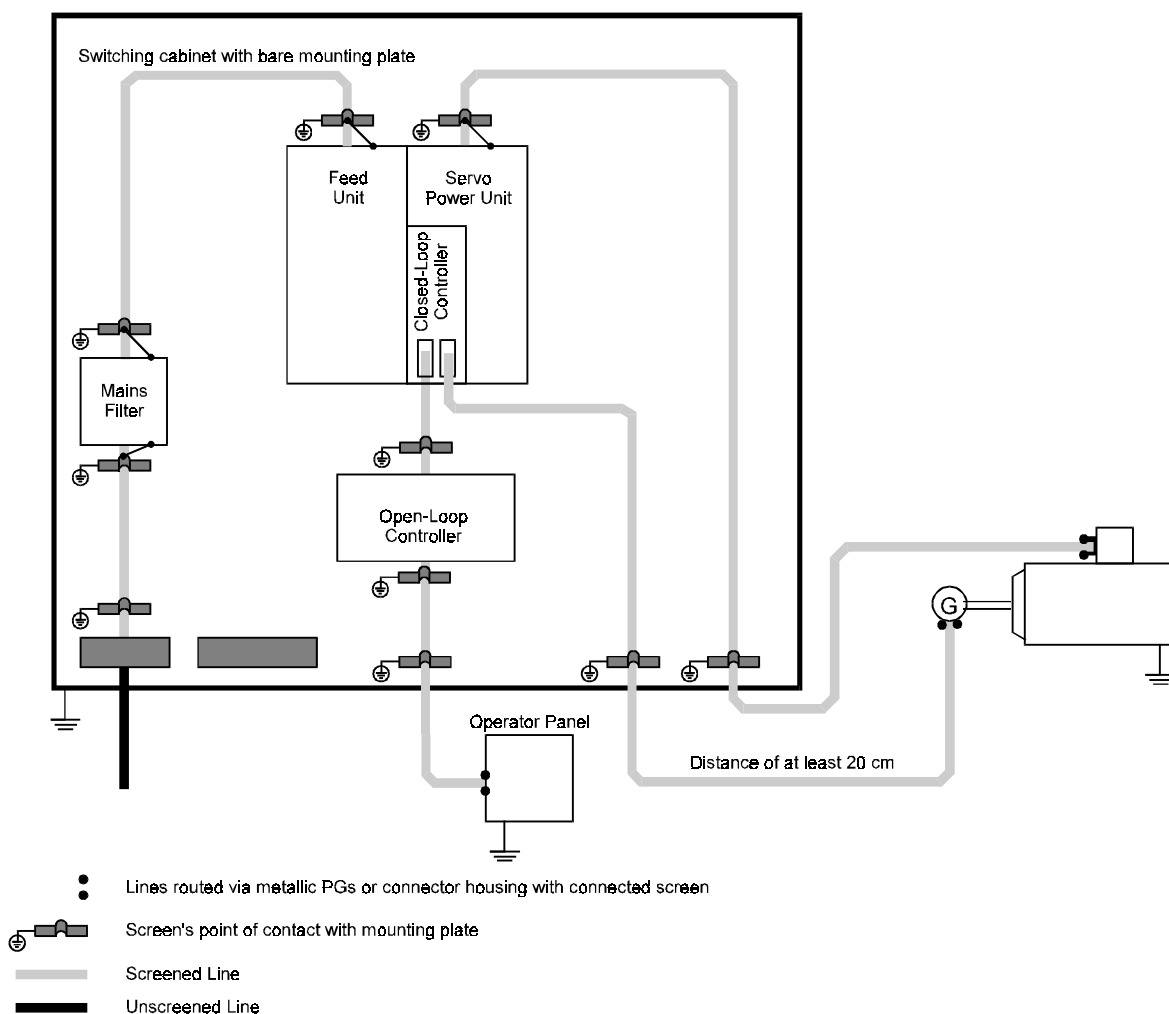 Switching cabinet with bare mounting plate
Feed
Unit
Servo
Power Unit
Closed-Loop
Controller
Mains
Filter
Open-Loop
Controller
G
Operator Panel
Distance of at least 20 cm
Lines routed via metallic PGs or connector housing with connected screen
Screen's point of contact with mounting plate
Screened Line
Unscreened Line